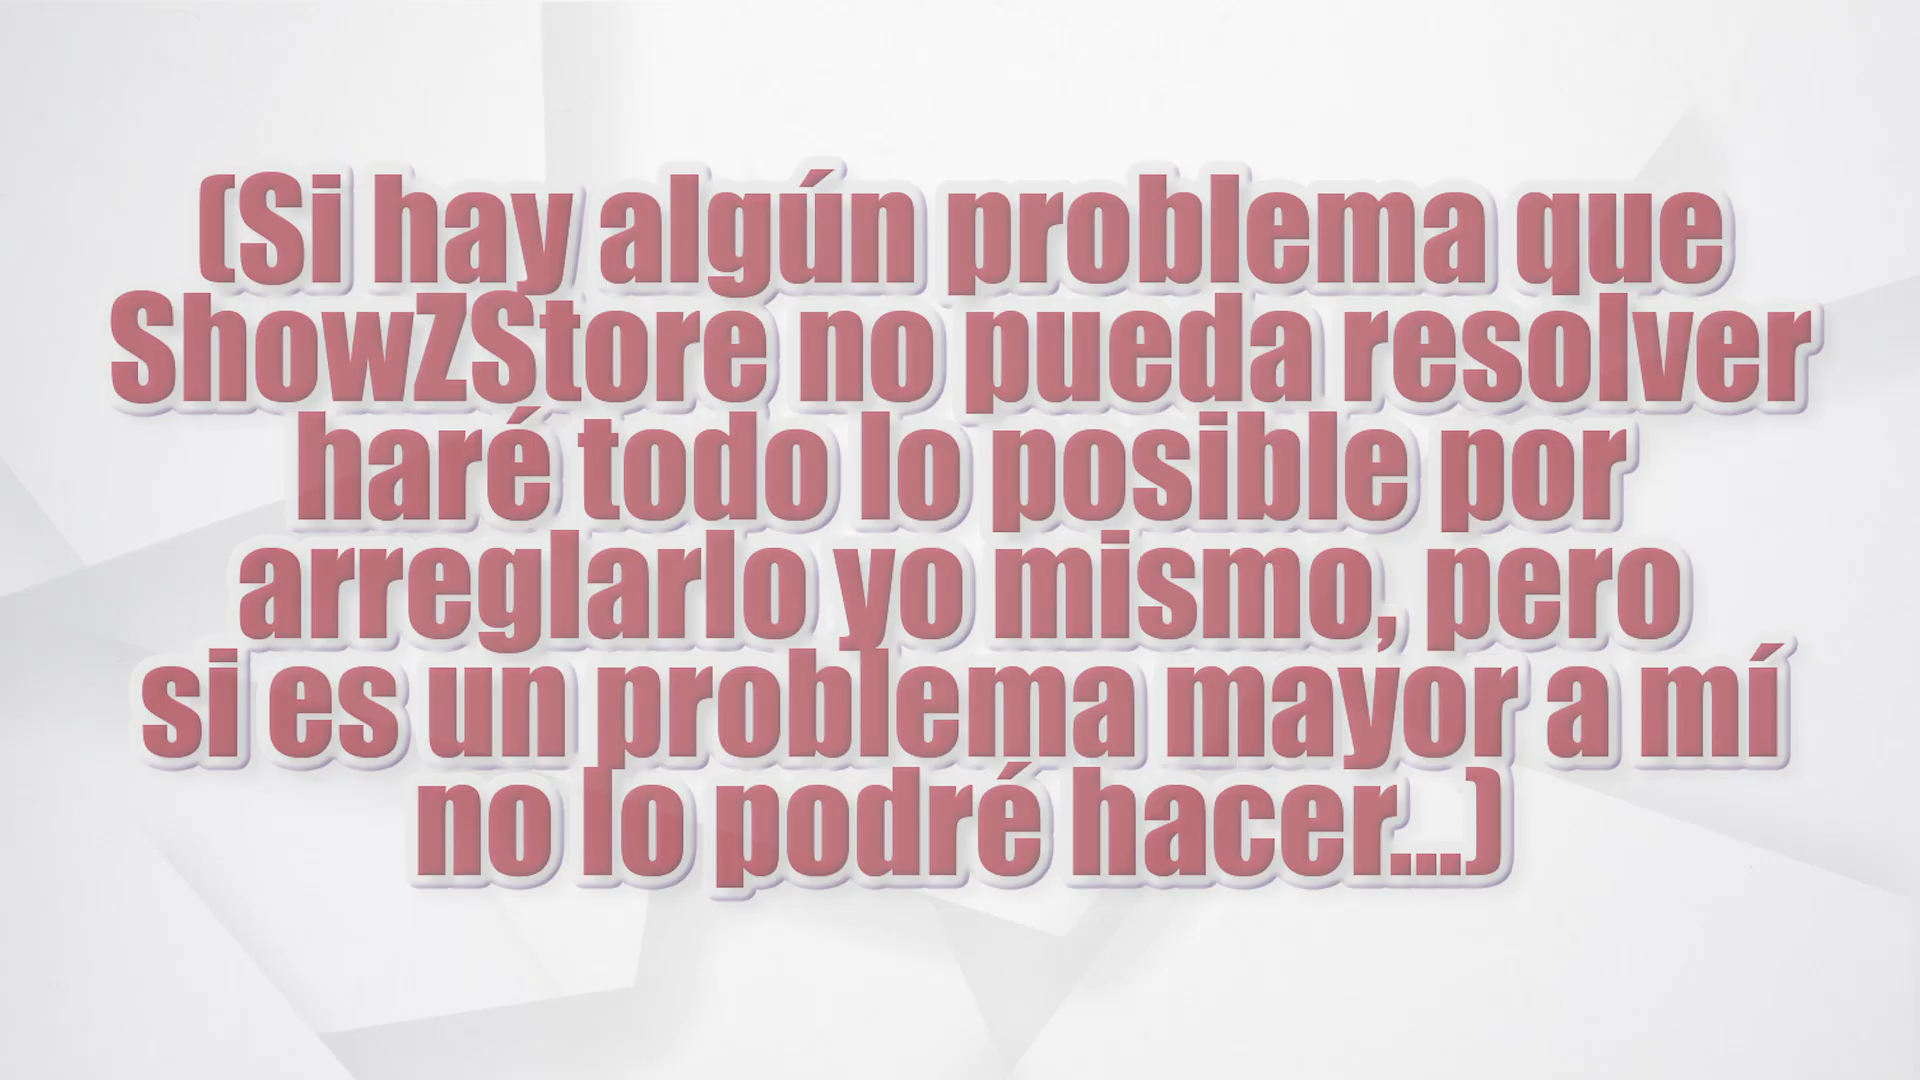 (Si hay algún problema que
ShowZStore no pueda resolver
haré todo lo posible por
arreglarlo yo mismo, pero
si es un problema mayor a mí
no lo podré hacer...)